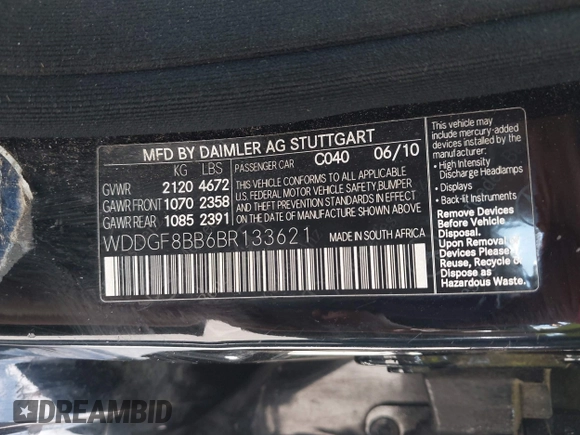 MFD BY DAIMLER AG STUTTGART
KG LBS PASSENGER CAR C040 06/10
GVWR 2120 4672
GAWR FRONT 1070 2358
GAWR REAR 1085 2391
THIS VEHICLE CONFORMS TO ALL APPLICABLE
U.S. FEDERAL MOTOR VEHICLE SAFETY,BUMPER
AND THEFT PREVENTION STANDARDS IN EFFECT
ON THE DATE OF MANUFACTURE SHOWN ABOVE.
WDDGF8BB6BR133621 MADE IN SOUTH AFRICA
This vehicle may
include the following
devices installed by the
manufacturer:
• High Intensity
Discharge Headlamps
• Displays
• Back-lit Instruments
Remove Devices
Before Vehicle
Disposal.
Upon Removal of
Devices Please
Reuse, Recycle or
Dispose as
Hazardous Waste.
DREAMBID